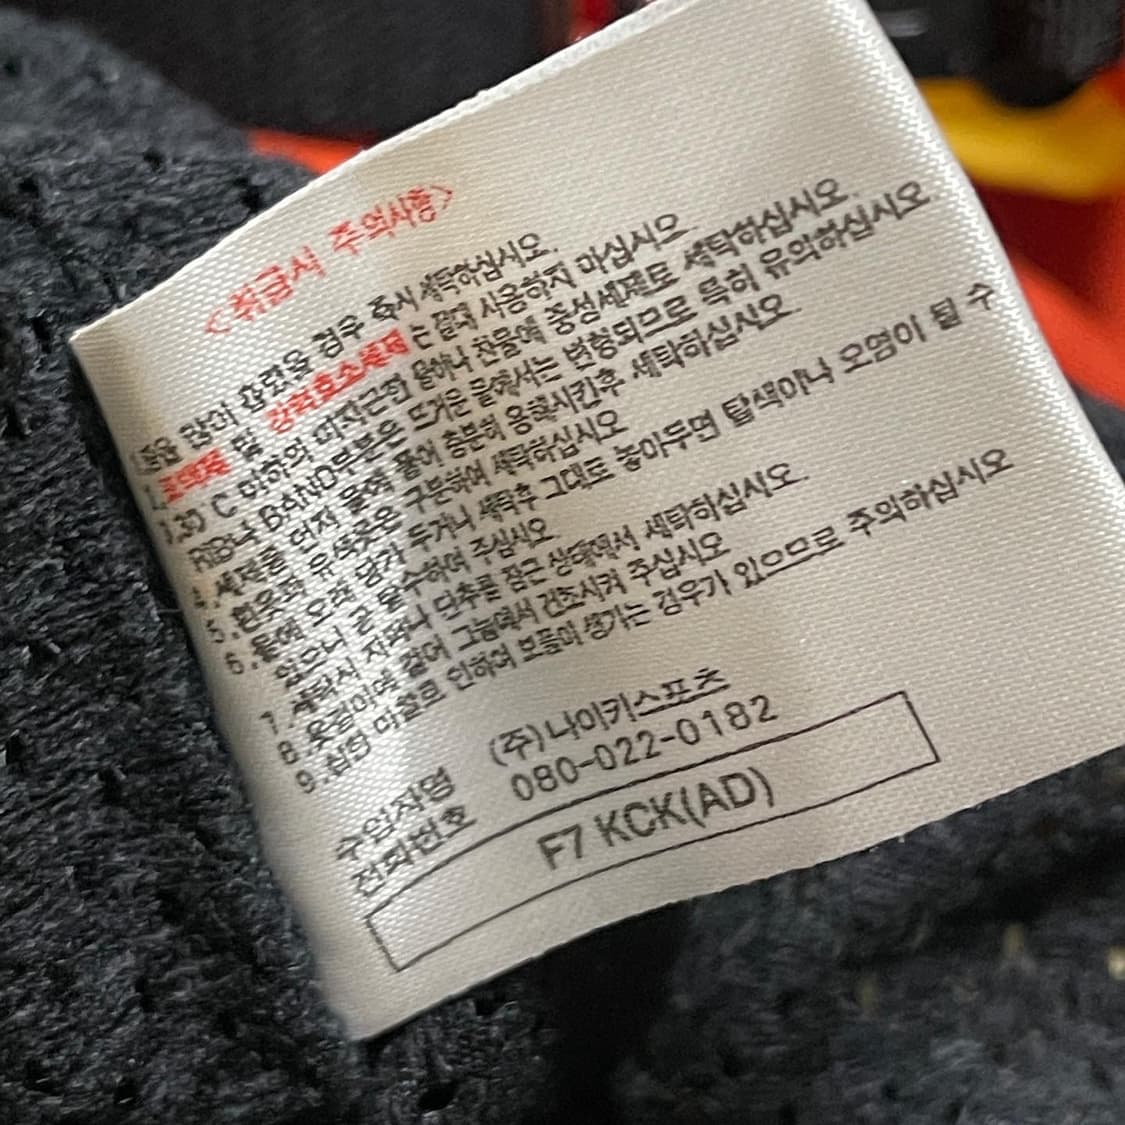 <취급시 주의사항>
땀을 많이 흘렸을 경우 즉시 세탁하십시오.
표백제 및 강력효소세제는 절대 사용하지 마십시오.
30˚C 이하의 미지근한 물이나 찬물에 중성세제로 세탁하십시오
RIB나 BAND부분은 뜨거운 물에서는 변형되므로 특히 유의하십시오
4.세제를 먼저 물에 풀어 충분히 용해시킨후 세탁하십시오.
5.흰옷과 유색옷은 구분하여 세탁하십시오
6.물에 오래 담가 두거나 세탁후 그대로 놓아두면 탈색이나 오염이 될 수
있으니 곧 탈수하여 주십시오
7.세탁시 지퍼나 단추를 잠근 상태에서 세탁하십시오.
8.옷걸이에 걸어 그늘에서 건조시켜 주십시오
9.심한 마찰로 인하여 보풀이 생기는 경우가 있으므로 주의하십시오
수입자명 (주)나이키스포츠
전화번호 080-022-0182
F7 KCK(AD)